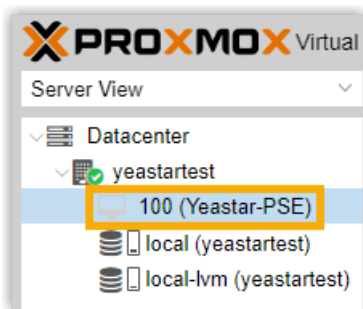 PROXMOX Virtual
Server View
Datacenter
yeastartest
100 (Yeastar-PSE)
local (yeastartest)
local-lvm (yeastartest)